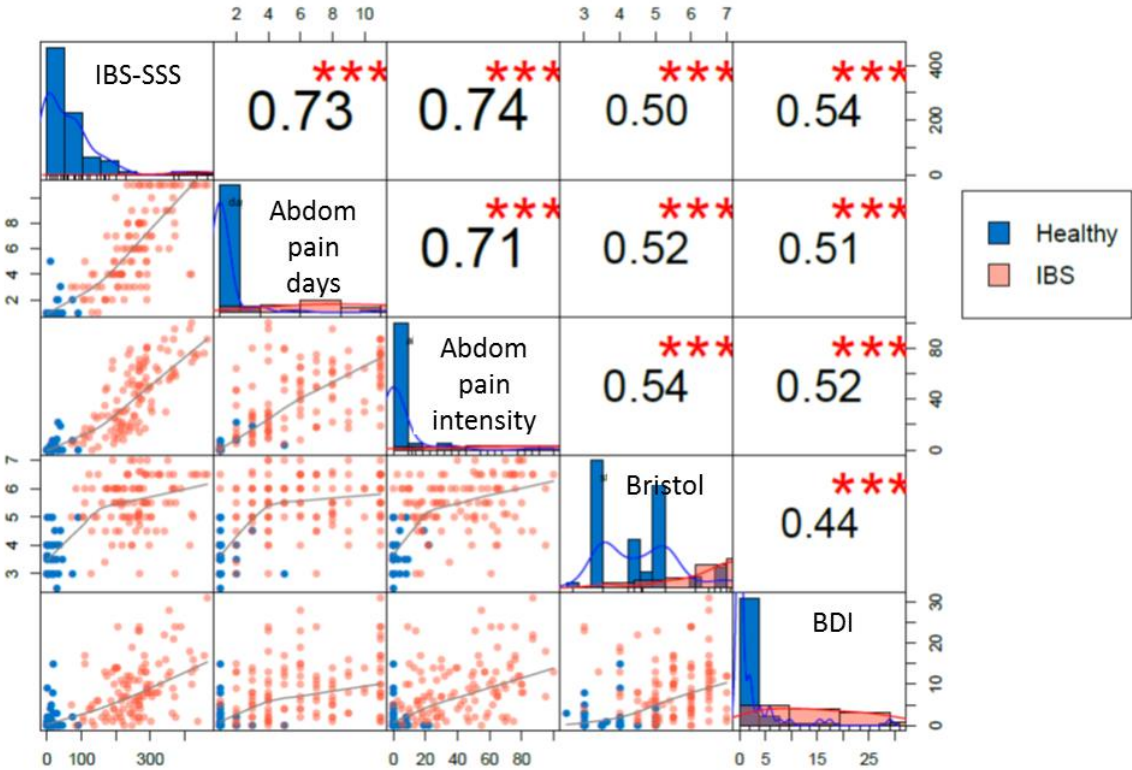 2 4 6 8 10
3 4 5 6 7
IBS-SSS
0.73
***
0.74
***
0.50
***
0.54
***
400
200
0
8
6
4
2
Abdom
pain
days
0.71
***
0.52
***
0.51
***
Healthy
IBS
Abdom
pain
intensity
0.54
***
0.52
***
80
40
0
7
6
5
4
3
Bristol
0.44
***
BDI
30
20
10
0
0 100 300
0 20 40 60 80
0 5 15 25